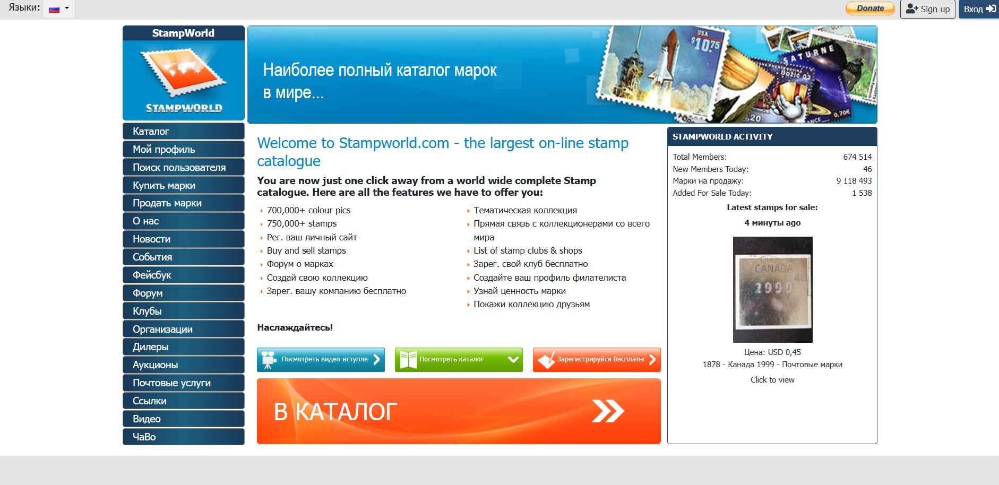 Языки:
Donate
Sign up
Вход
StampWorld
STAMPWORLD
Наиболее полный каталог марок
в мире...
USA
$10.75
SATURNE
Božić 03
0,70€
Каталог
Мой профиль
Поиск пользователя
Купить марки
Продать марки
О нас
Новости
События
Фейсбук
Форум
Клубы
Организации
Дилеры
Аукционы
Почтовые услуги
Ссылки
Видео
ЧаВо
Welcome to Stampworld.com - the largest on-line stamp
catalogue
You are now just one click away from a world wide complete Stamp
catalogue. Here are all the features we have to offer you:
700,000+ colour pics
750,000+ stamps
Рег. ваш личный сайт
Buy and sell stamps
Форум о марках
Создай свою коллекцию
Зарег. вашу компанию бесплатно
Тематическая коллекция
Прямая связь с коллекционерами со всего
мира
List of stamp clubs & shops
Зарег. свой клуб бесплатно
Создайте ваш профиль филателиста
Узнай ценность марки
Покажи коллекцию друзьям
Наслаждайтесь!
Посмотреть видео-вступле
Посмотреть каталог
Зарегистрируйся бесплатн
В КАТАЛОГ
STAMPWORLD ACTIVITY
Total Members: 674 514
New Members Today: 46
Марки на продажу: 9 118 493
Added For Sale Today: 1 538
Latest stamps for sale:
4 минуты ago
CANADA
46
2999
Цена: USD 0,45
1878 - Канада 1999 - Почтовые марки
Click to view